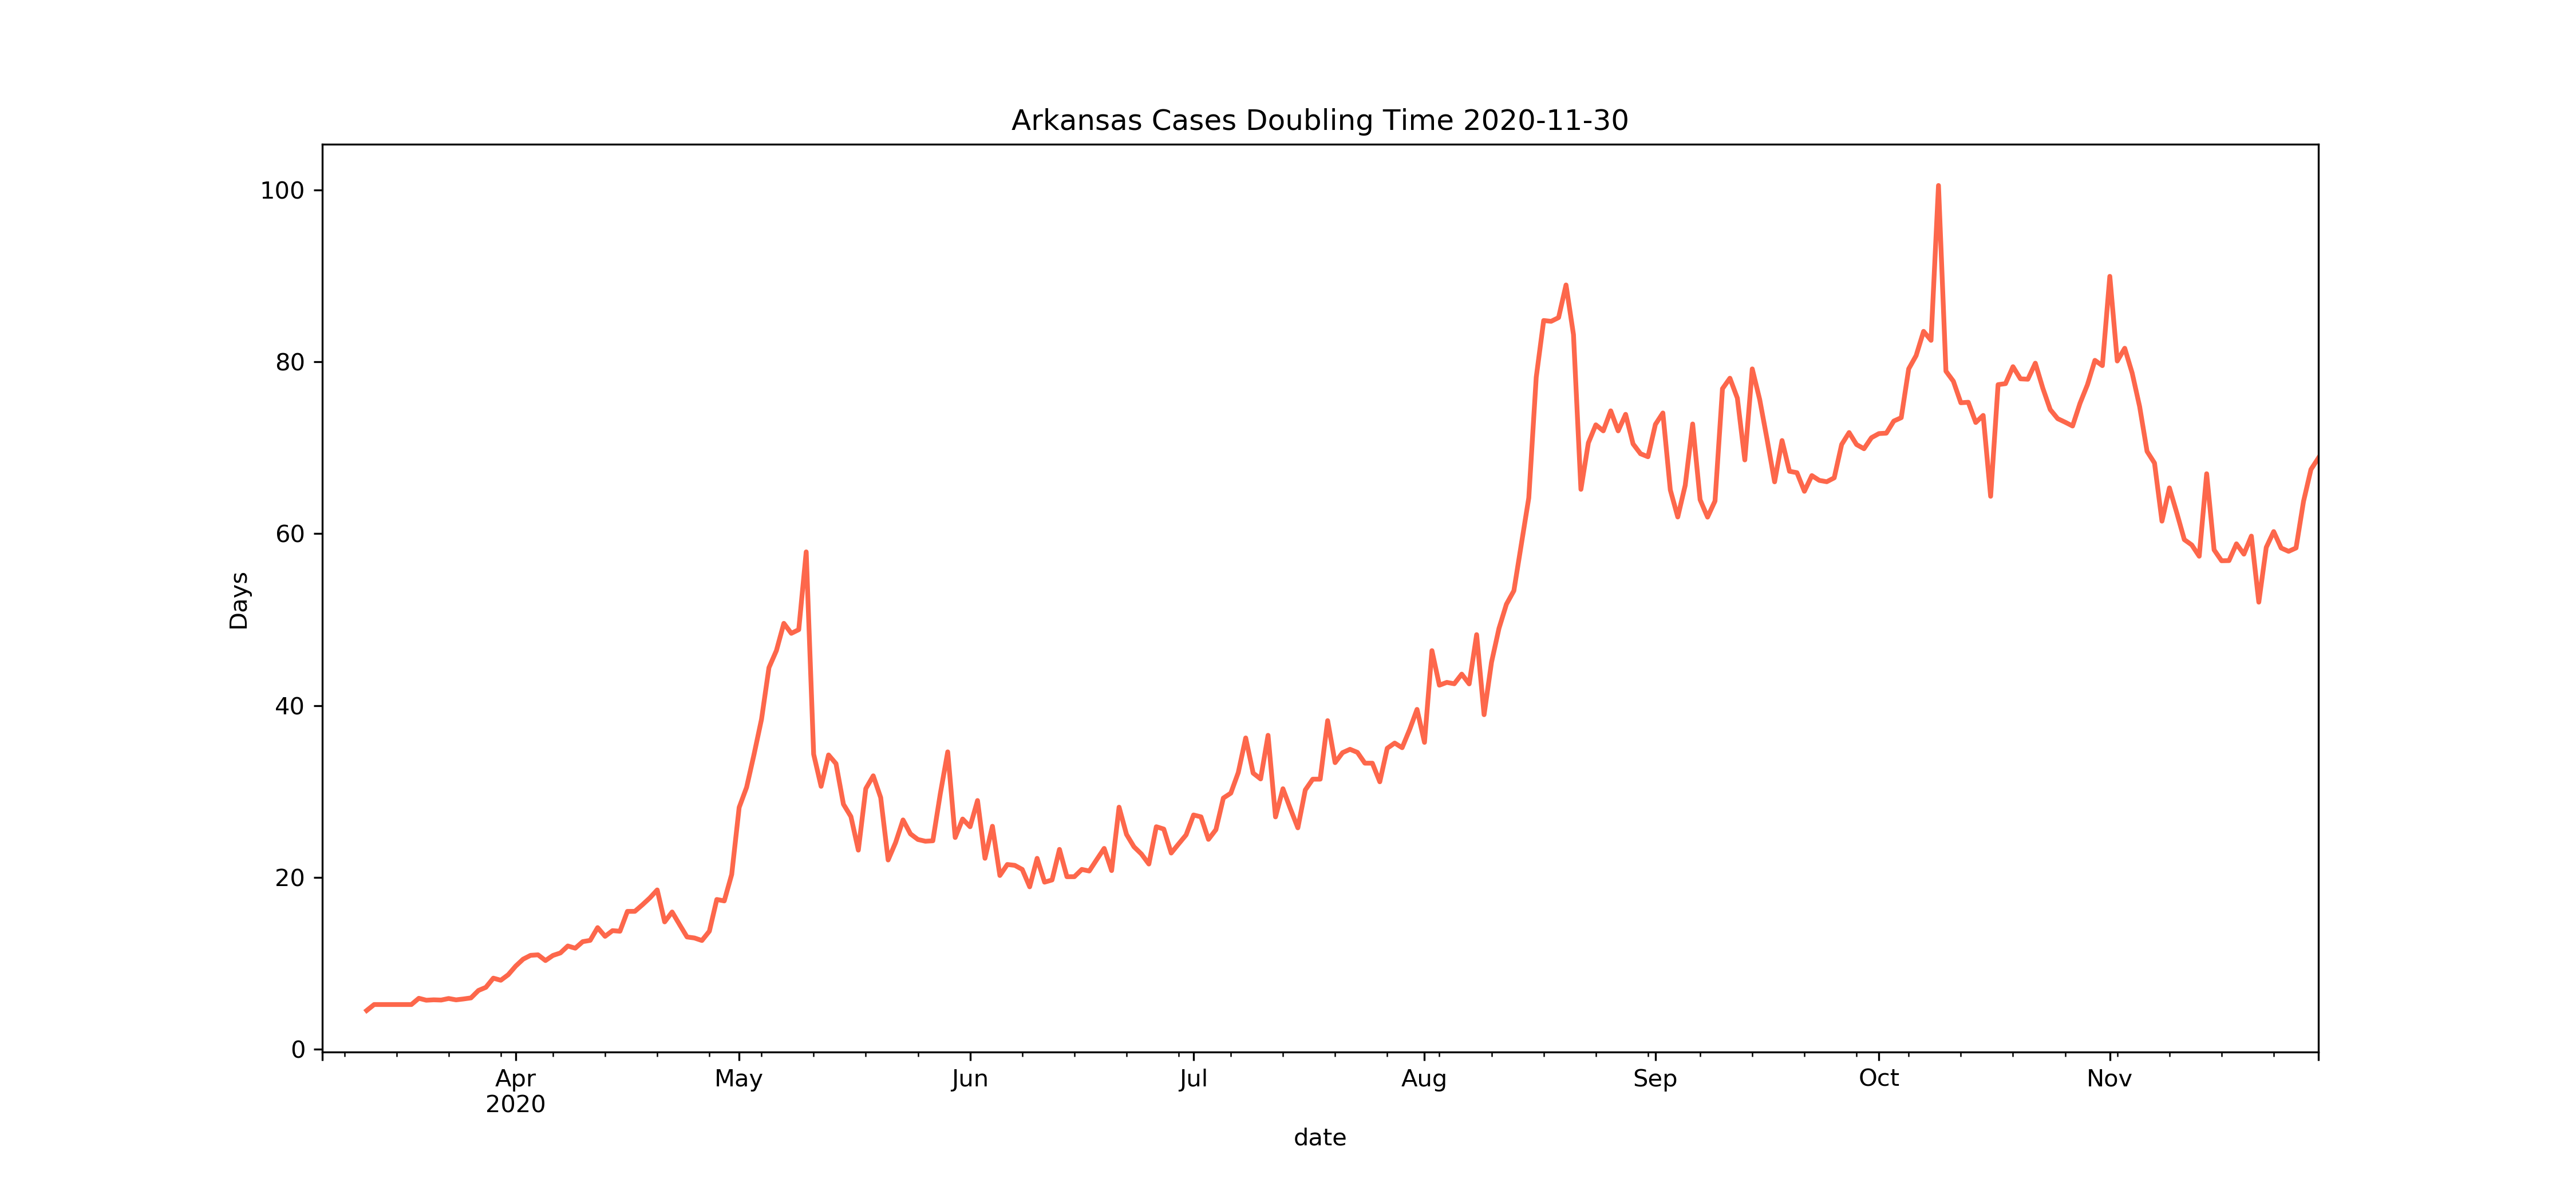 Arkansas Cases Doubling Time 2020-11-30
100
80
60
40
20
0
Days
Apr May Jun Jul Aug Sep Oct Nov
2020
date